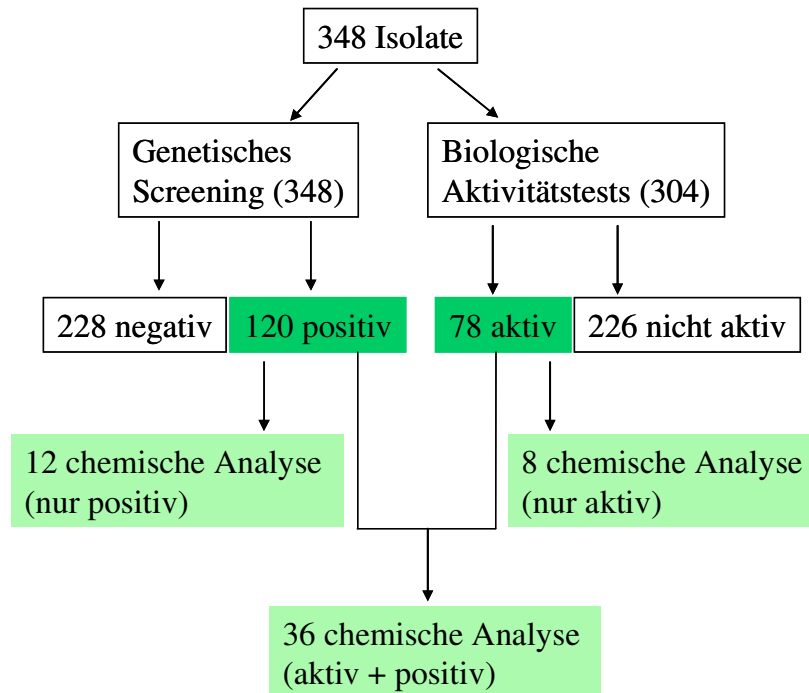 348 Isolate
Genetisches
Screening (348)
Biologische
Aktivitätstests (304)
228 negativ
120 positiv
78 aktiv
226 nicht aktiv
12 chemische Analyse
(nur positiv)
8 chemische Analyse
(nur aktiv)
36 chemische Analyse
(aktiv + positiv)